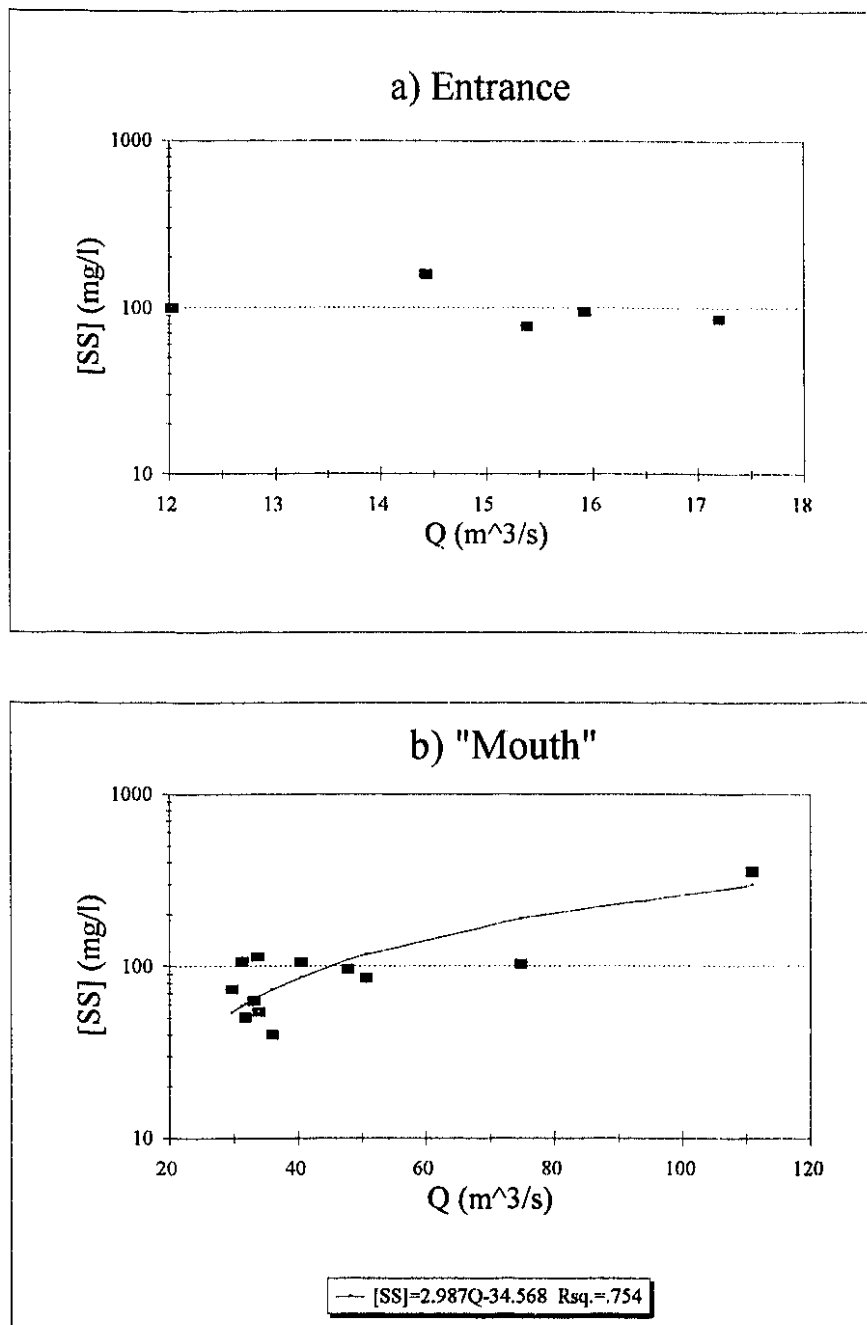 a) Entrance
1000
100
10
[SS] (mg/l)
12 13 14 15 16 17 18
Q (m^3/s)
b) "Mouth"
1000
100
10
[SS] (mg/l)
20 40 60 80 100 120
Q (m^3/s)
[SS]=2.987Q-34.568 Rsq.=.754